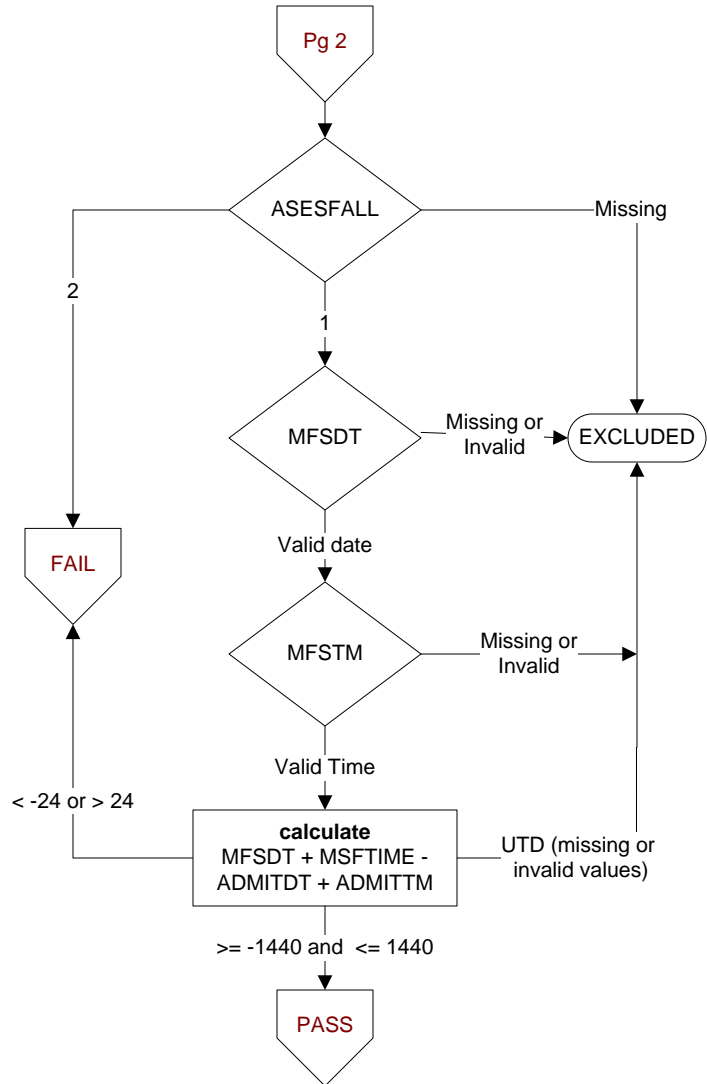 Pg 2
ASESFALL
Missing
2
1
MFSDT
Missing or
Invalid
EXCLUDED
Valid date
FAIL
MFSTM
Missing or
Invalid
Valid Time
< -24 or > 24
calculate
MFSDT + MSFTIME -
ADMITDT + ADMITTM
UTD (missing or
invalid values)
>= -1440 and <= 1440
PASS